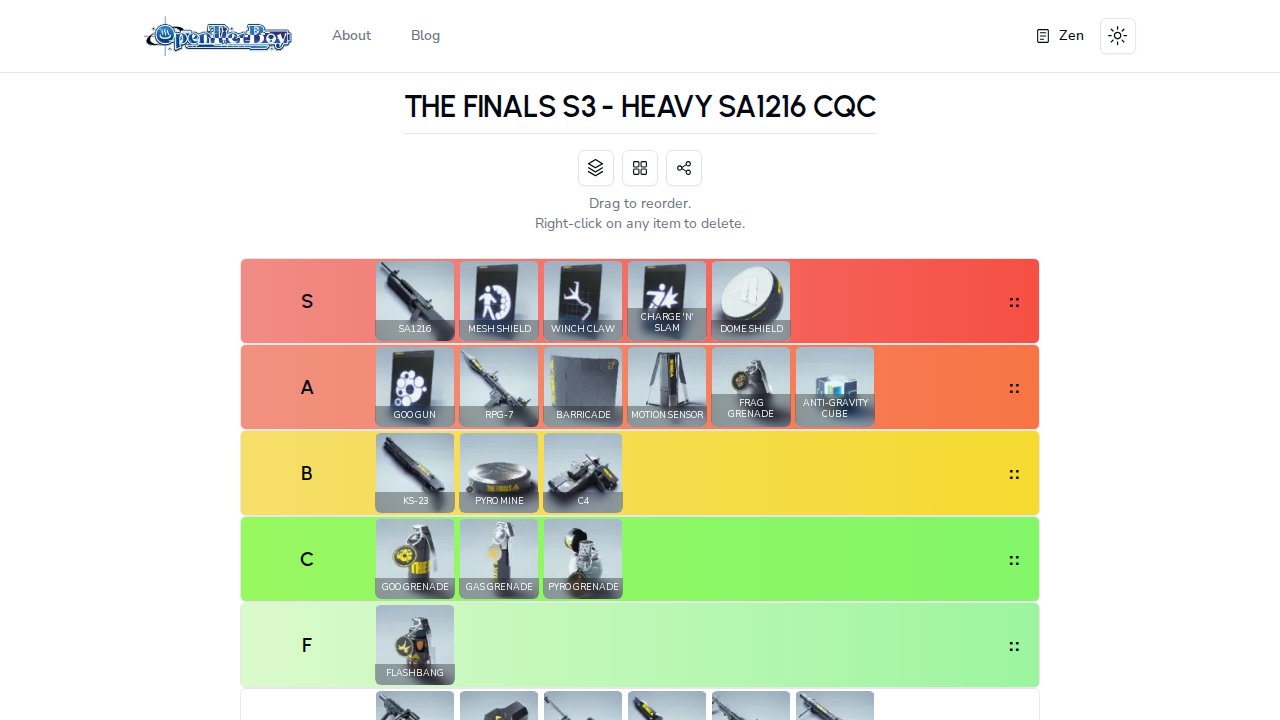 OpenTierBoy
About
Blog
Zen
THE FINALS S3 - HEAVY SA1216 CQC
Drag to reorder.
Right-click on any item to delete.
S
SA1216
MESH SHIELD
WINCH CLAW
CHARGE 'N'
SLAM
DOME SHIELD
::
A
GOO GUN
RPG-7
BARRICADE
MOTION SENSOR
FRAG
GRENADE
ANTI-GRAVITY
CUBE
::
B
KS-23
PYRO MINE
C4
::
C
GOO GRENADE
GAS GRENADE
PYRO GRENADE
::
F
FLASHBANG
::